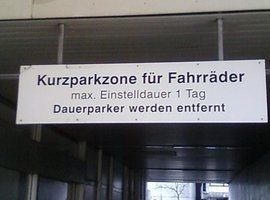 Kurzparkzone für Fahrräder
max. Einstelldauer 1 Tag
Dauerparker werden entfernt